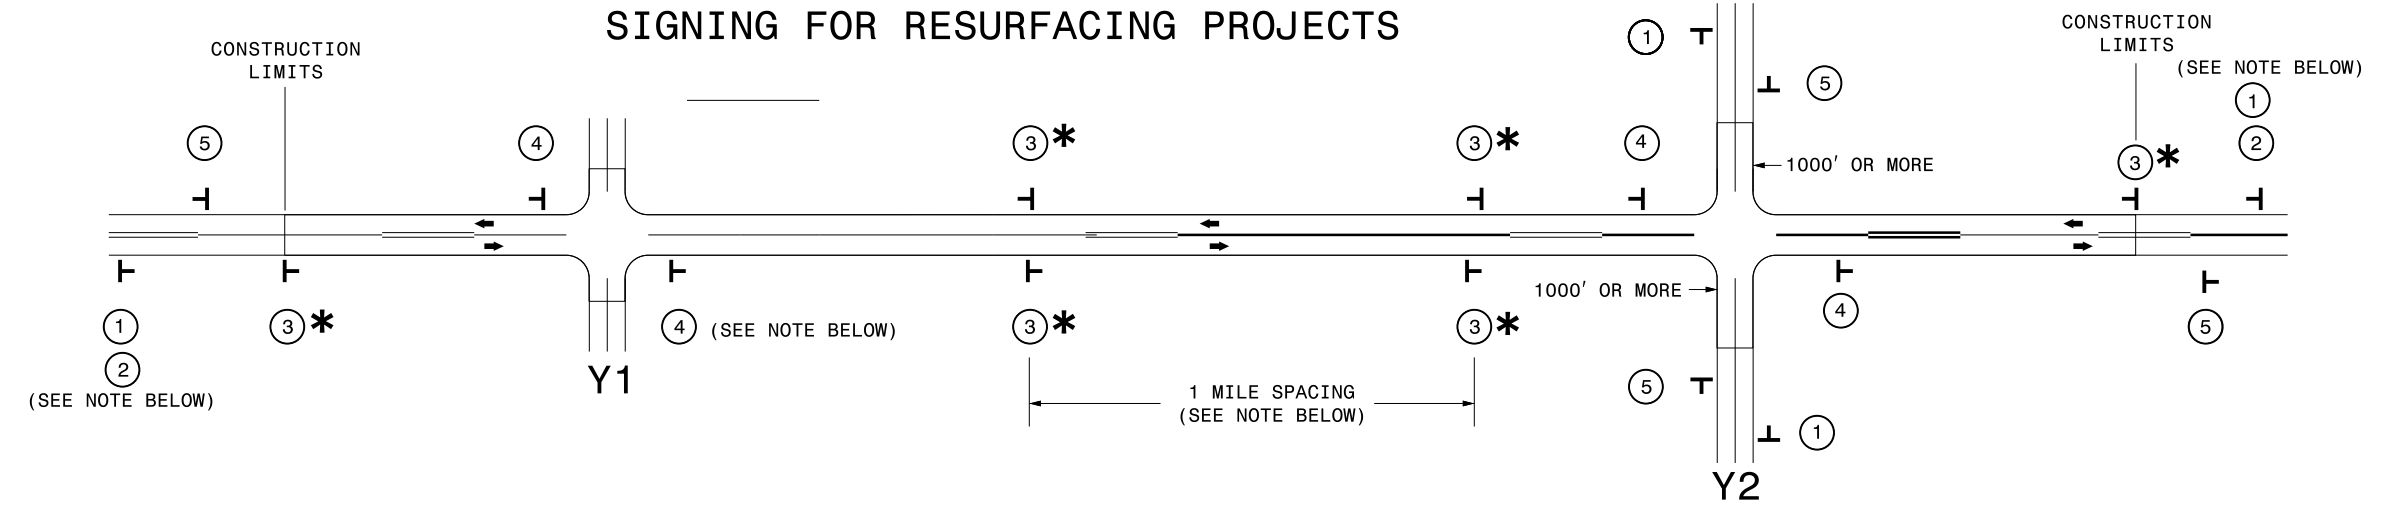 SIGNING FOR RESURFACING PROJECTS
CONSTRUCTION
LIMITS
CONSTRUCTION
LIMITS
(SEE NOTE BELOW)
1
5
1
5
4
3*
3*
4
3*
2
1000' OR MORE
1000' OR MORE
1
2
(SEE NOTE BELOW)
3*
4 (SEE NOTE BELOW)
3*
3*
4
5
Y1
1 MILE SPACING
(SEE NOTE BELOW)
5
1
Y2